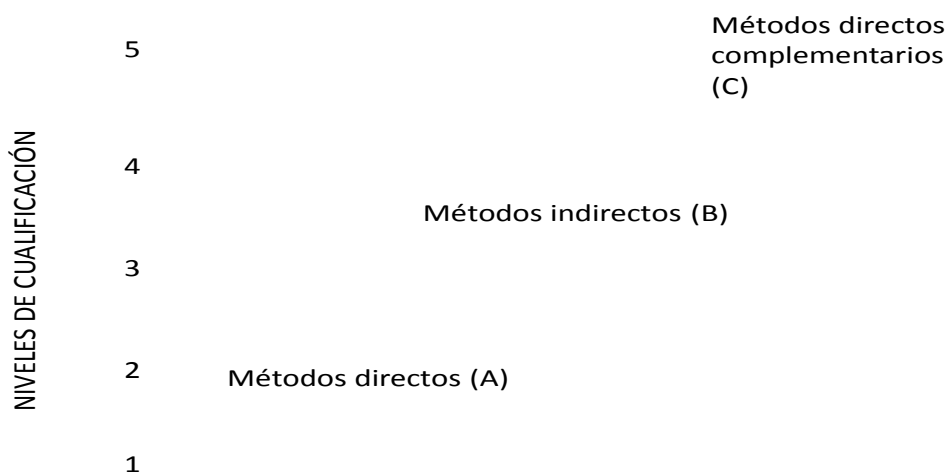 Métodos directos
complementarios
(C)
5
4
Métodos indirectos (B)
3
2
Métodos directos (A)
1
NIVELES DE CUALIFICACIÓN